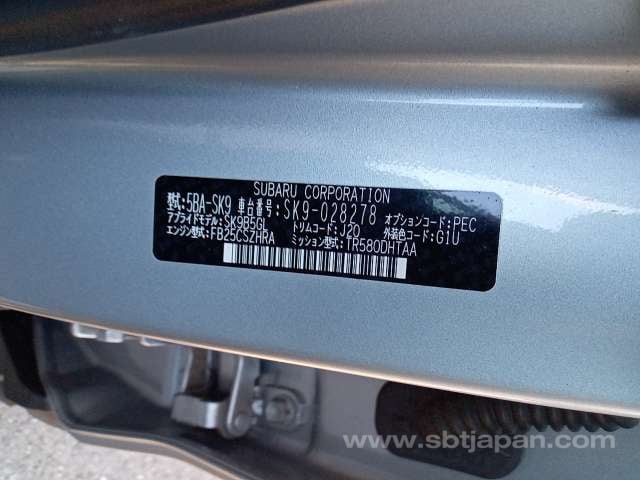 SUBARU CORPORATION
型式:5BA-SK9 車台番号:SK9-028278 オプションコード:PEC
アプライドモデル:SK9B5GL トリムコード:J20 外装色コード:G1U
エンジン型式:FB25CSZHRA ミッション型式:TR580DHTAA
www.sbtjapan.com